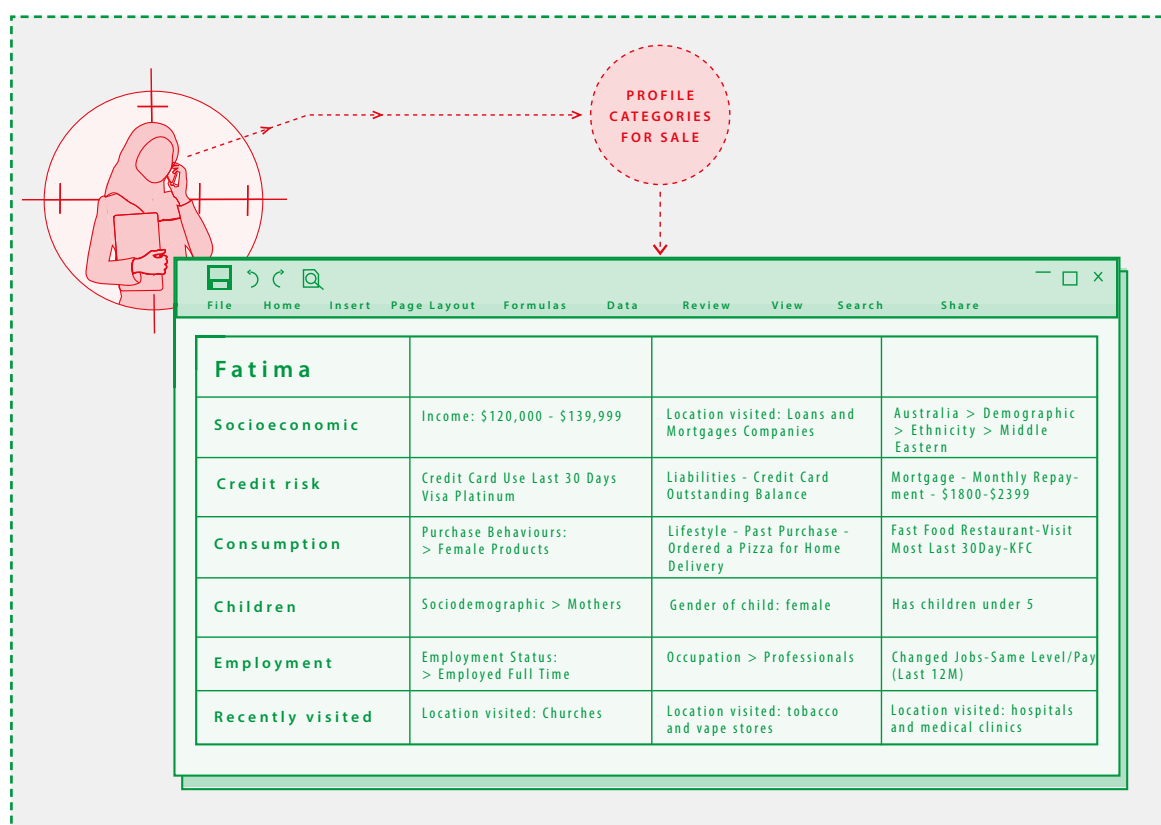 PROFILE
CATEGORIES
FOR SALE
File Home Insert Page Layout Formulas Data Review View Search Share
Fatima
Socioeconomic
Income: $120,000 - $139,999
Location visited: Loans and
Mortgages Companies
Australia > Demographic
> Ethnicity > Middle
Eastern
Credit risk
Credit Card Use Last 30 Days
Visa Platinum
Liabilities - Credit Card
Outstanding Balance
Mortgage - Monthly Repay-
ment - $1800-$2399
Consumption
Purchase Behaviours:
> Female Products
Lifestyle - Past Purchase -
Ordered a Pizza for Home
Delivery
Fast Food Restaurant-Visit
Most Last 30Day-KFC
Children
Sociodemographic > Mothers
Gender of child: female
Has children under 5
Employment
Employment Status:
> Employed Full Time
Occupation > Professionals
Changed Jobs-Same Level/Pay
(Last 12M)
Recently visited
Location visited: Churches
Location visited: tobacco
and vape stores
Location visited: hospitals
and medical clinics